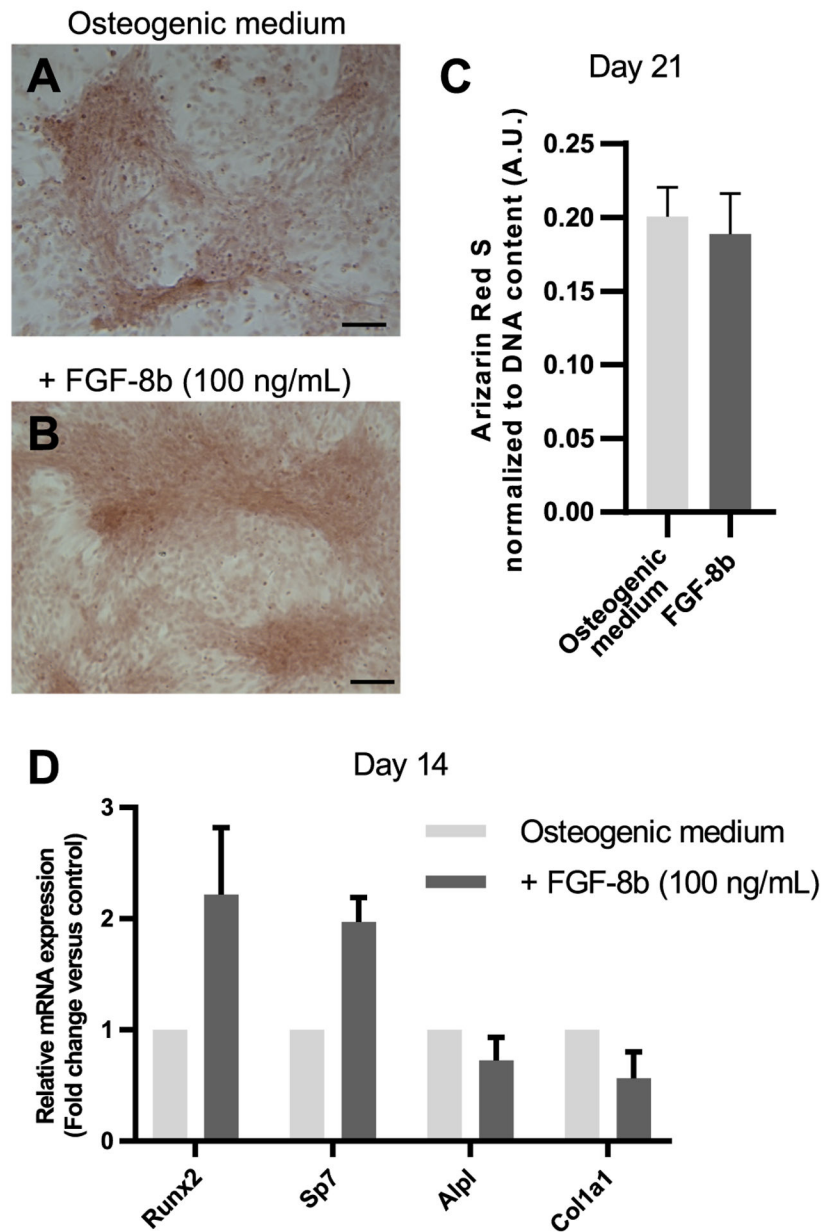 Osteogenic medium
A
+ FGF-8b (100 ng/mL)
B
C
Day 21
Arizarin Red S
normalized to DNA content (A.U.)
0.25
0.20
0.15
0.10
0.05
0.00
Osteogenic
medium
FGF-8b
D
Day 14
Relative mRNA expression
(Fold change versus control)
3
2
1
0
Osteogenic medium
+ FGF-8b (100 ng/mL)
Runx2
Sp7
Alpl
Col1a1